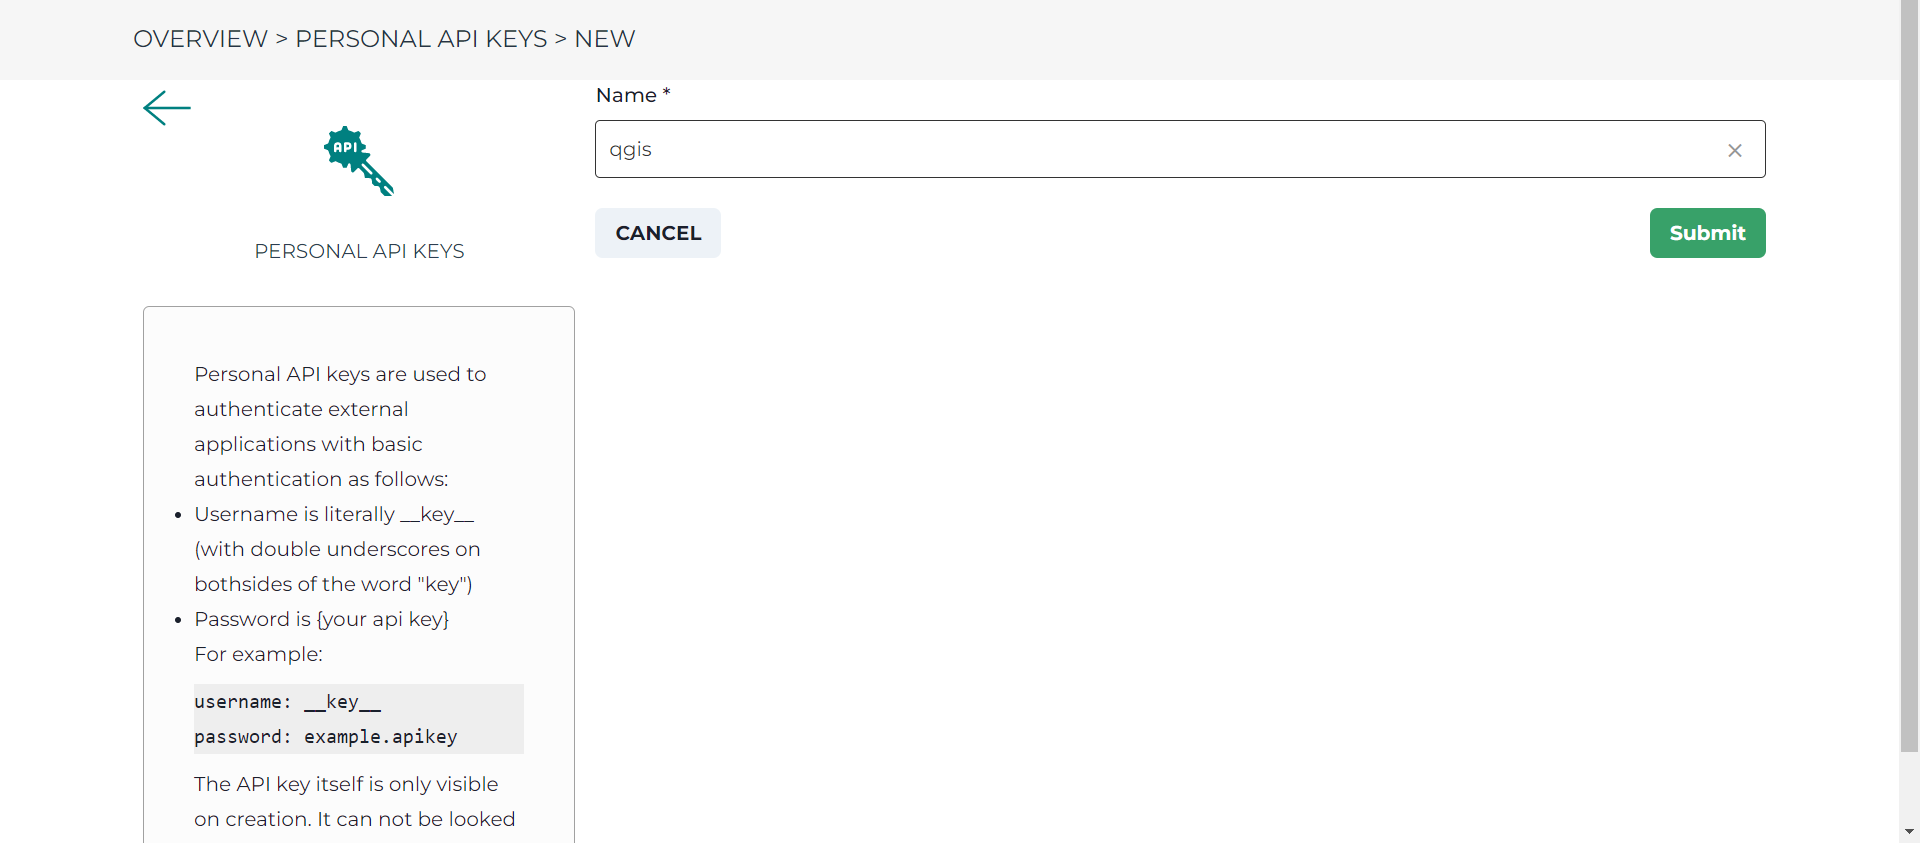 OVERVIEW > PERSONAL API KEYS > NEW
Name *
qgis
CANCEL
Submit
API
PERSONAL API KEYS
Personal API keys are used to
authenticate external
applications with basic
authentication as follows:
• Username is literally __key__
(with double underscores on
bothsides of the word "key")
• Password is {your api key}
For example:
username: __key__
password: example.apikey
The API key itself is only visible
on creation. It can not be looked